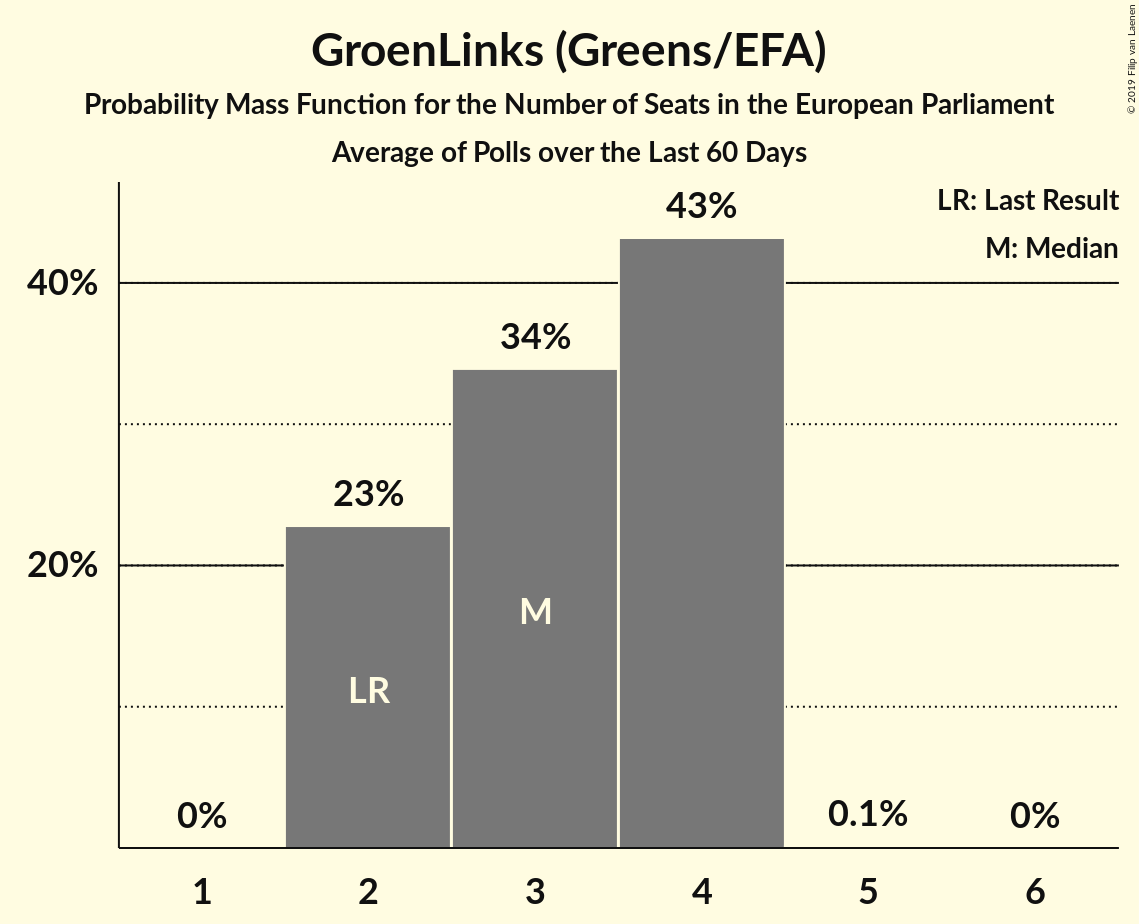 GroenLinks (Greens/EFA)
Probability Mass Function for the Number of Seats in the European Parliament
Average of Polls over the Last 60 Days
© 2019 Filip van Laenen
LR: Last Result
M: Median
43%
40%
34%
23%
20%
M
LR
0%
0.1%
0%
1 2 3 4 5 6